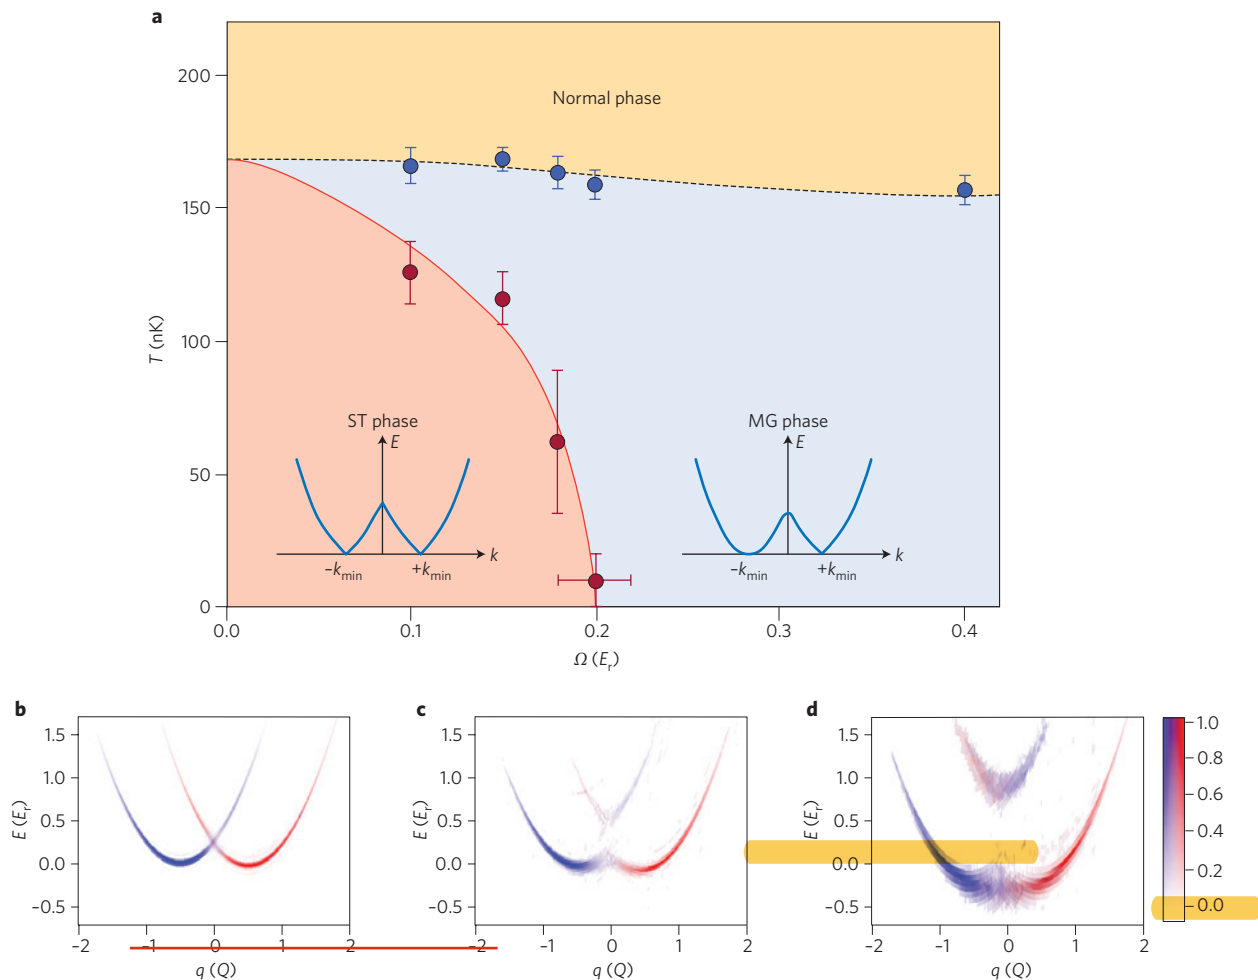 a
200
150
100
50
0
T (nK)
Normal phase
ST phase
E
k
–kmin
+kmin
MG phase
E
k
–kmin
+kmin
0.0 0.1 0.2 0.3 0.4
Ω (Er)
b
1.5
1.0
0.5
0.0
–0.5
E (Er)
–2 –1 0 1 2
q (Q)
c
1.5
1.0
0.5
0.0
–0.5
E (Er)
–2 –1 0 1 2
q (Q)
d
1.5
1.0
0.5
0.0
–0.5
E (Er)
–2 –1 0 1 2
q (Q)
1.0
0.8
0.6
0.4
0.2
0.0